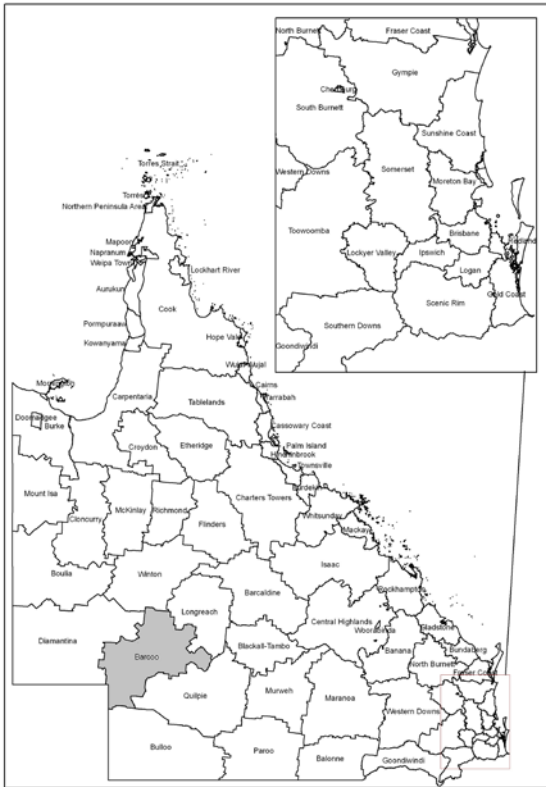 North Burnett
Fraser Coast
Gympie
Cherbourg
South Burnett
Sunshine Coast
Western Downs
Somerset
Moreton Bay
Toowoomba
Brisbane
Redland
Lockyer Valley
Ipswich
Logan
Scenic Rim
Gold Coast
Southern Downs
Goondiwindi
Torres Strait
Torres
Northern Peninsula Area
Mapoon
Napranum
Weipa Town
Lockhart River
Aurukun
Cook
Pormpuraaw
Kowanyama
Hope Vale
Wujal Wujal
Mornington
Carpentaria
Tablelands
Cairns
Yarrabah
Doomadgee
Burke
Croydon
Etheridge
Cassowary Coast
Palm Island
Hinchinbrook
Townsville
Burdekin
Mount Isa
Cloncurry
McKinlay
Richmond
Flinders
Charters Towers
Whitsunday
Mackay
Boulia
Winton
Isaac
Longreach
Barcaldine
Rockhampton
Central Highlands
Gladstone
Woorabinda
Diamantina
Barcoo
Blackall-Tambo
Banana
Bundaberg
North Burnett
Fraser Coast
Quilpie
Murweh
Maranoa
Western Downs
Bulloo
Paroo
Balonne
Goondiwindi